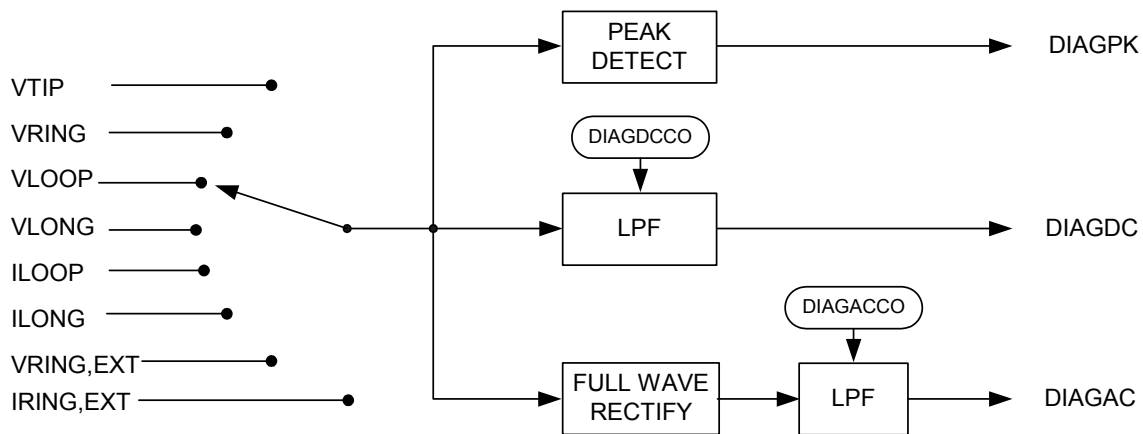 PEAK
DETECT
DIAGPK
VTIP
VRING
DIAGDCCO
VLOOP
VLONG
LPF
DIAGDC
ILOOP
ILONG
DIAGACCO
VRING,EXT
IRING,EXT
FULL WAVE
RECTIFY
LPF
DIAGAC